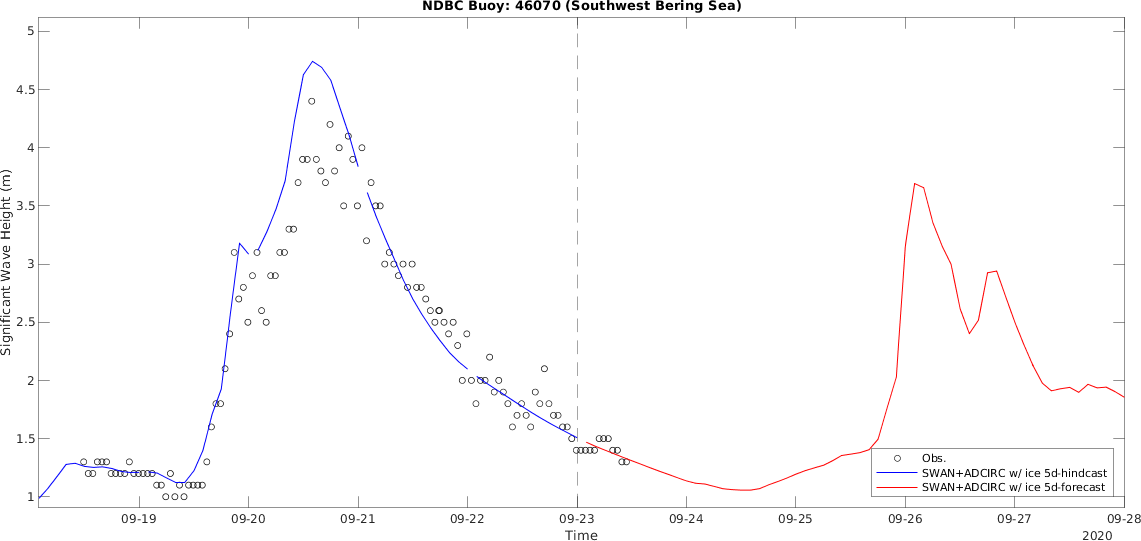 NDBC Buoy: 46070 (Southwest Bering Sea)
5
4.5
4
3.5
3
2.5
2
1.5
1
Significant Wave Height (m)
Obs.
SWAN+ADCIRC w/ ice 5d-hindcast
SWAN+ADCIRC w/ ice 5d-forecast
09-19 09-20 09-21 09-22 09-23 09-24 09-25 09-26 09-27 09-28
Time
2020